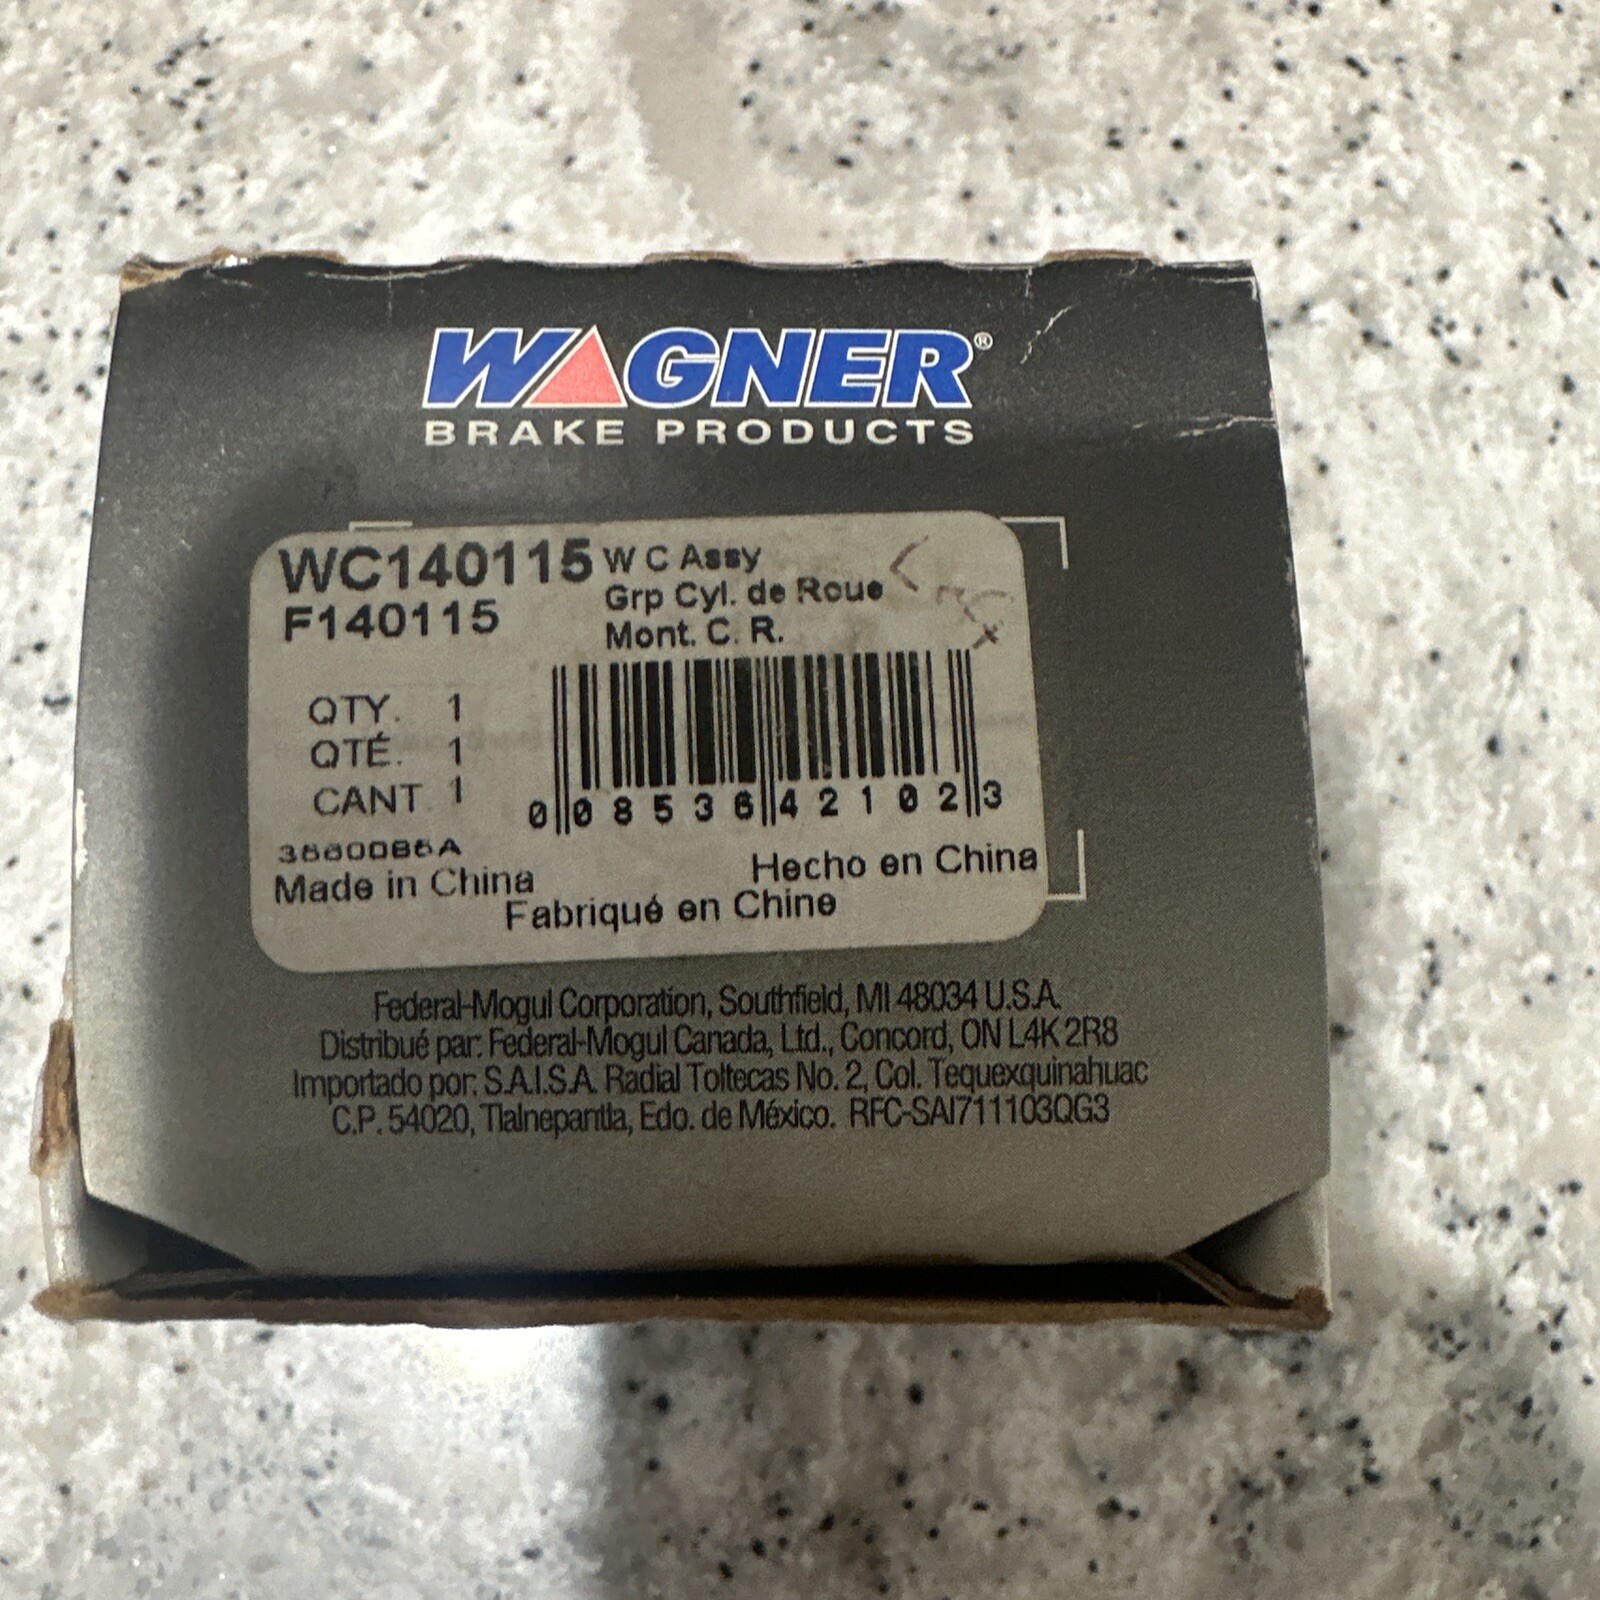 WAGNER®
BRAKE PRODUCTS
WC140115 W C Assy
F140115 Grp Cyl. de Roue
Mont. C. R.
QTY. 1
QTÉ. 1
CANT 1
0 08536 42102 3
Made in China
Hecho en China
Fabriqué en Chine
Federal-Mogul Corporation, Southfield, MI 48034 U.S.A.
Distribué par: Federal-Mogul Canada, Ltd., Concord, ON L4K 2R8
Importado por: S.A.I.S.A. Radial Toltecas No. 2, Col. Tequexquinahuac
C.P. 54020, Tlalnepantla, Edo. de México. RFC-SAI711103QG3